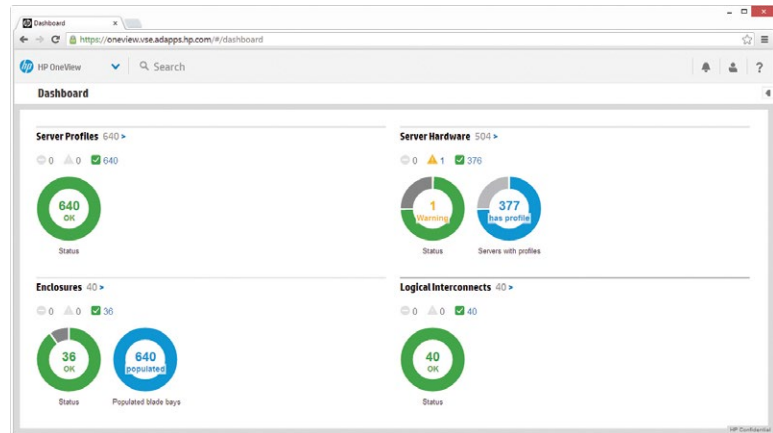 Dashboard
https://oneview.vse.adapps.hp.com/#/dashboard
hp HP OneView Search ?
Dashboard
Server Profiles 640 >
0 0 640
640
OK
Status
Server Hardware 504 >
0 1 376
1
Warning
Status
377
has profile
Servers with profiles
Enclosures 40 >
0 0 36
36
OK
Status
640
populated
Populated blade bays
Logical Interconnects 40 >
0 0 40
40
OK
Status
HP Confidential